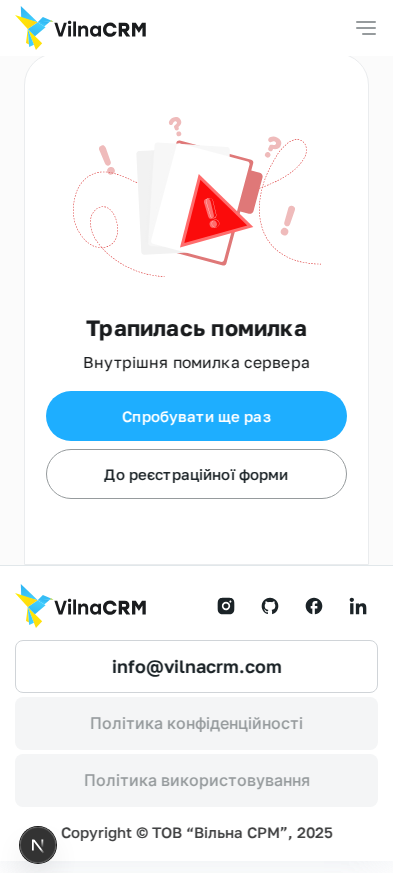 VilnaCRM
Трапилась помилка
Внутрішня помилка сервера
Спробувати ще раз
До реєстраційної форми
VilnaCRM
info@vilnacrm.com
Політика конфіденційності
Політика використовування
Copyright © ТОВ “Вільна СРМ”, 2025
N